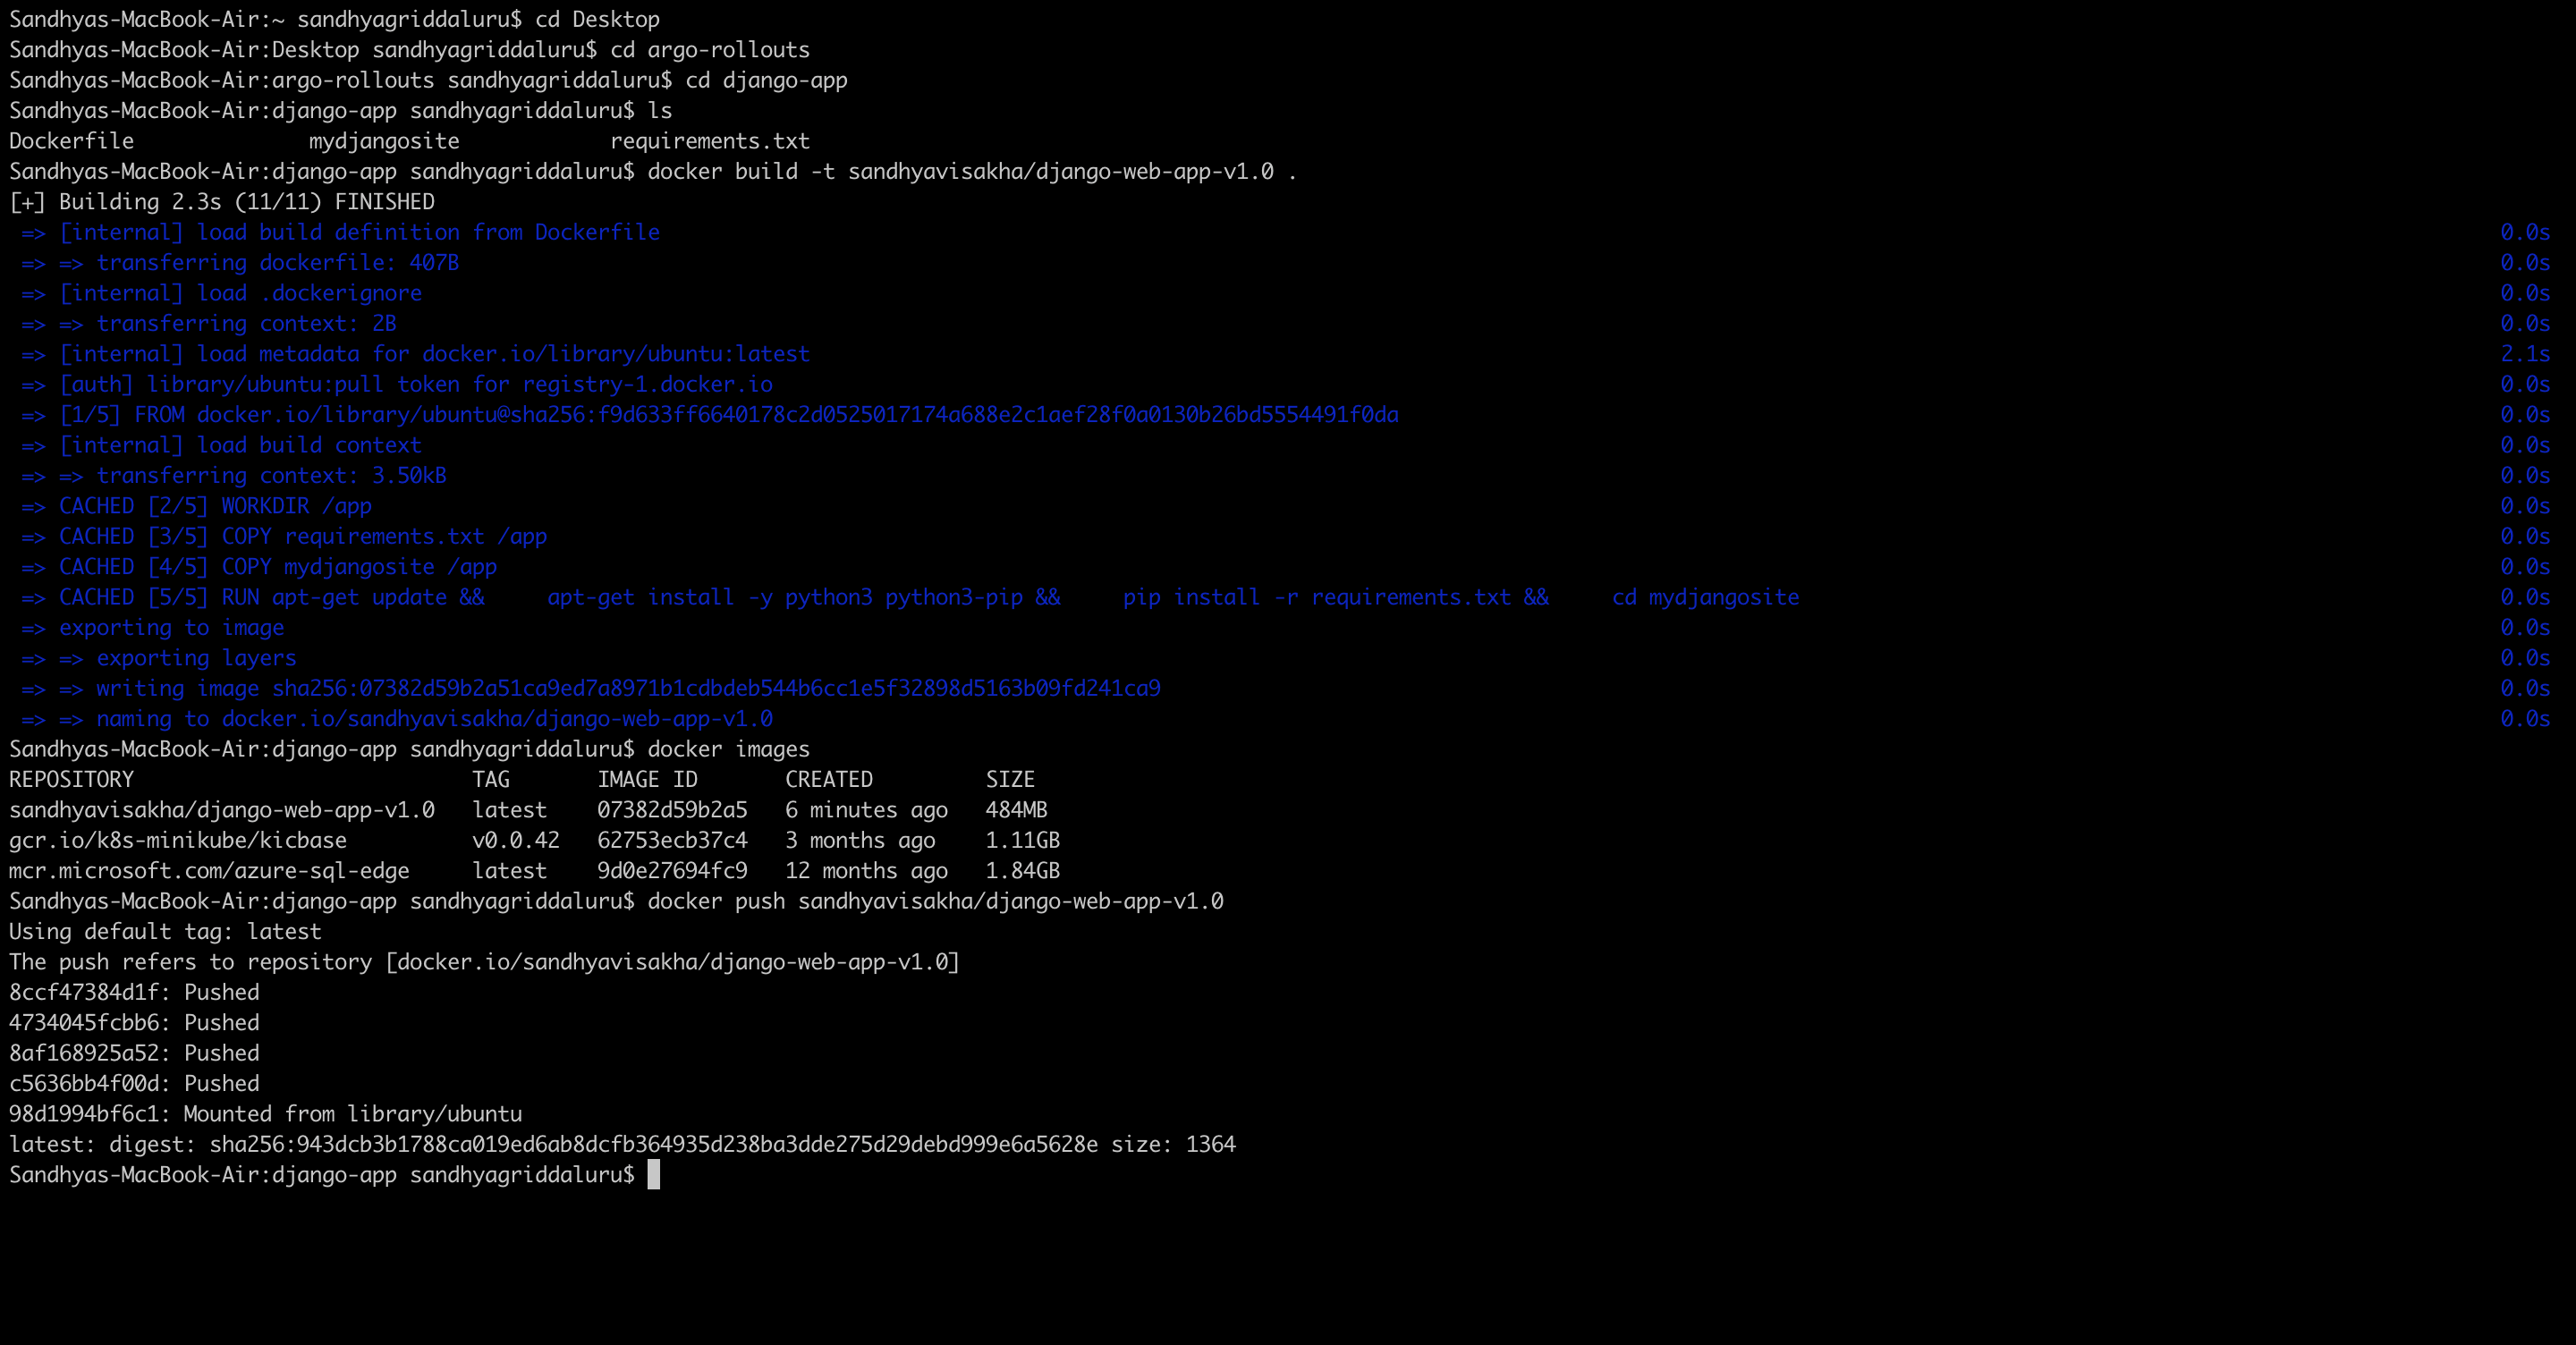 Sandhyas-MacBook-Air:~ sandhyagriddaluru$ cd Desktop
Sandhyas-MacBook-Air:Desktop sandhyagriddaluru$ cd argo-rollouts
Sandhyas-MacBook-Air:argo-rollouts sandhyagriddaluru$ cd django-app
Sandhyas-MacBook-Air:django-app sandhyagriddaluru$ ls
Dockerfile              mydjangosite            requirements.txt
Sandhyas-MacBook-Air:django-app sandhyagriddaluru$ docker build -t sandhyavisakha/django-web-app-v1.0 .
[+] Building 2.3s (11/11) FINISHED
 => [internal] load build definition from Dockerfile 0.0s
 => => transferring dockerfile: 407B 0.0s
 => [internal] load .dockerignore 0.0s
 => => transferring context: 2B 0.0s
 => [internal] load metadata for docker.io/library/ubuntu:latest 2.1s
 => [auth] library/ubuntu:pull token for registry-1.docker.io 0.0s
 => [1/5] FROM docker.io/library/ubuntu@sha256:f9d633ff6640178c2d0525017174a688e2c1aef28f0a0130b26bd5554491f0da 0.0s
 => [internal] load build context 0.0s
 => => transferring context: 3.50kB 0.0s
 => CACHED [2/5] WORKDIR /app 0.0s
 => CACHED [3/5] COPY requirements.txt /app 0.0s
 => CACHED [4/5] COPY mydjangosite /app 0.0s
 => CACHED [5/5] RUN apt-get update &&     apt-get install -y python3 python3-pip &&     pip install -r requirements.txt &&     cd mydjangosite 0.0s
 => exporting to image 0.0s
 => => exporting layers 0.0s
 => => writing image sha256:07382d59b2a51ca9ed7a8971b1cdbdeb544b6cc1e5f32898d5163b09fd241ca9 0.0s
 => => naming to docker.io/sandhyavisakha/django-web-app-v1.0 0.0s
Sandhyas-MacBook-Air:django-app sandhyagriddaluru$ docker images
REPOSITORY                           TAG       IMAGE ID       CREATED         SIZE
sandhyavisakha/django-web-app-v1.0   latest    07382d59b2a5   6 minutes ago   484MB
gcr.io/k8s-minikube/kicbase          v0.0.42   62753ecb37c4   3 months ago    1.11GB
mcr.microsoft.com/azure-sql-edge     latest    9d0e27694fc9   12 months ago   1.84GB
Sandhyas-MacBook-Air:django-app sandhyagriddaluru$ docker push sandhyavisakha/django-web-app-v1.0
Using default tag: latest
The push refers to repository [docker.io/sandhyavisakha/django-web-app-v1.0]
8ccf47384d1f: Pushed
4734045fcbb6: Pushed
8af168925a52: Pushed
c5636bb4f00d: Pushed
98d1994bf6c1: Mounted from library/ubuntu
latest: digest: sha256:943dcb3b1788ca019ed6ab8dcfb364935d238ba3dde275d29debd999e6a5628e size: 1364
Sandhyas-MacBook-Air:django-app sandhyagriddaluru$